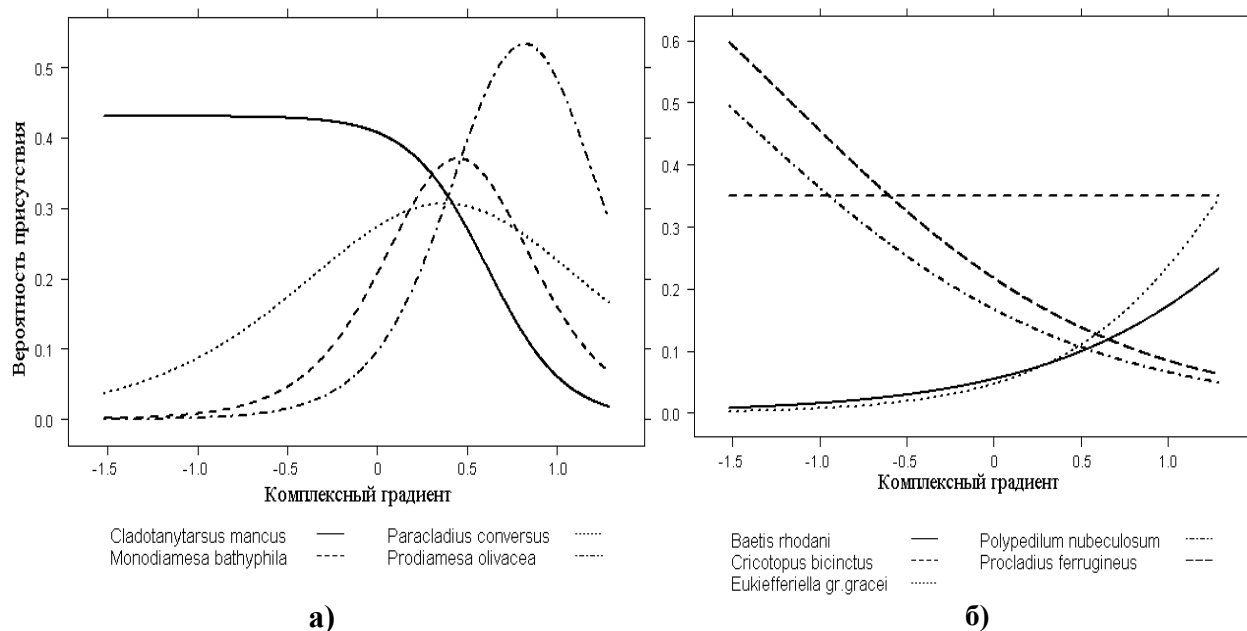 Вероятность присутствия
0.5
0.4
0.3
0.2
0.1
0.0
-1.5 -1.0 -0.5 0 0.5 1.0
Комплексный градиент
Cladotanytarsus mancus Paracladius conversus
Monodiamesa bathyphila Prodiamesa olivacea
а)
0.6
0.5
0.4
0.3
0.2
0.1
0.0
-1.5 -1.0 -0.5 0 0.5 1.0
Комплексный градиент
Baetis rhodani Polypedilum nubeculosum
Cricotopus bicinctus Procladius ferrugineus
Eukiefferiella gr.gracei
б)